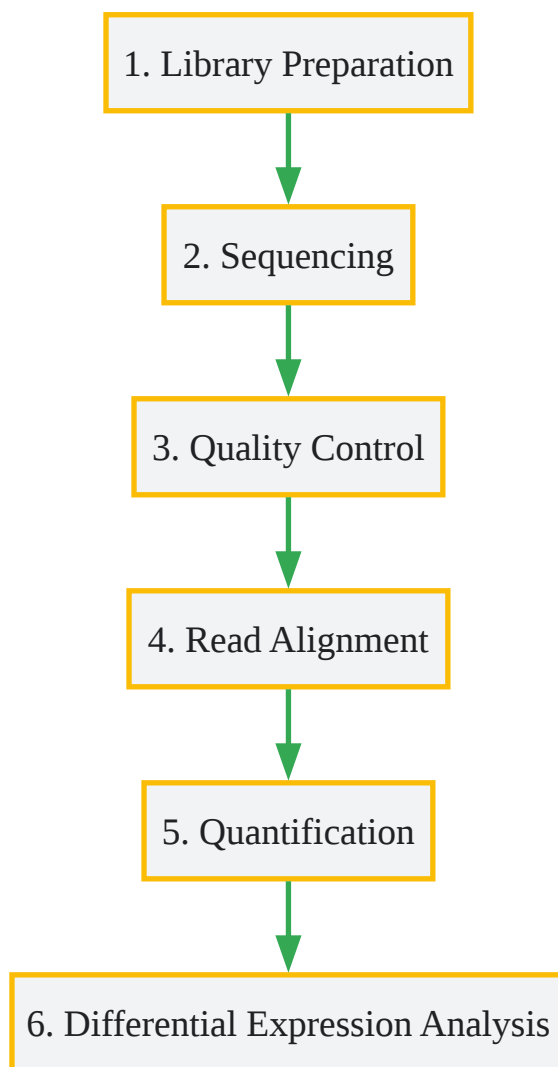 1. Library Preparation
2. Sequencing
3. Quality Control
4. Read Alignment
5. Quantification
6. Differential Expression Analysis